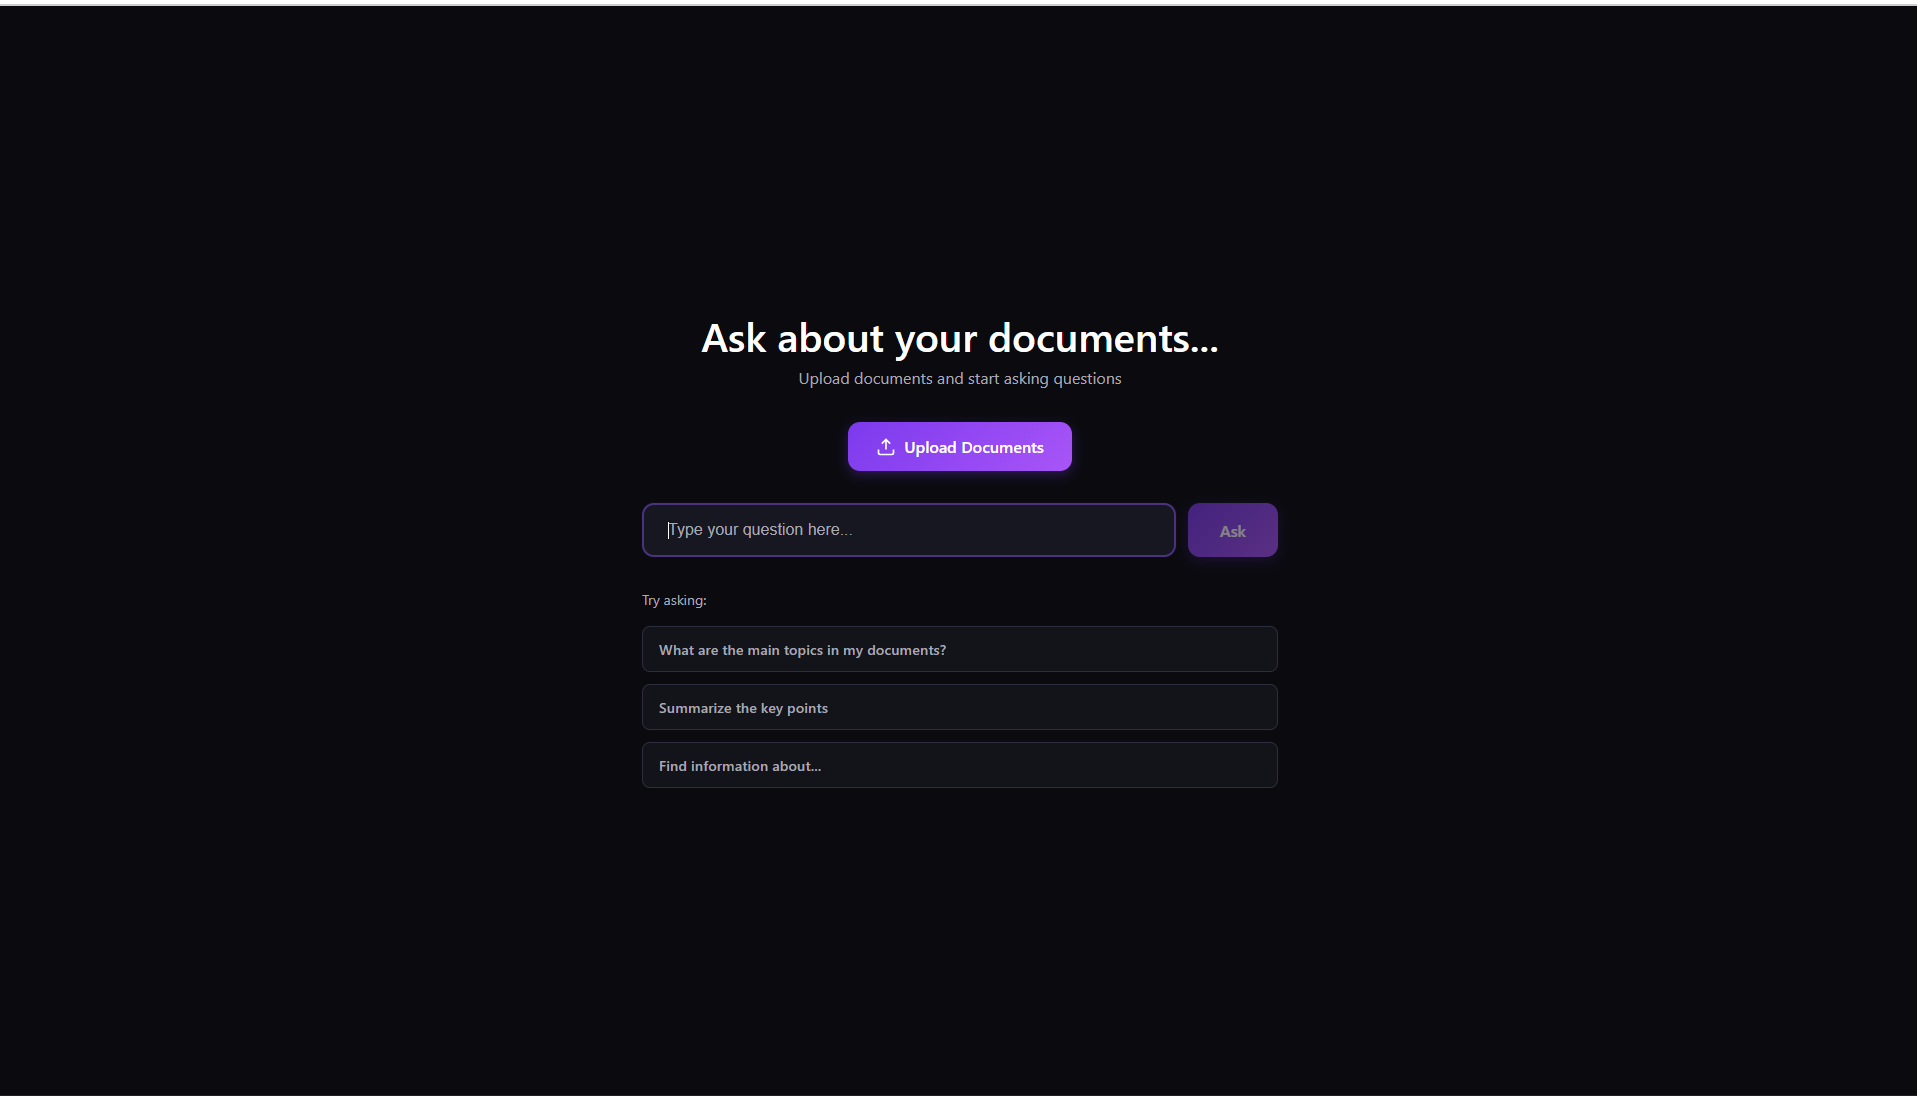 Ask about your documents...
Upload documents and start asking questions
Upload Documents
Type your question here...
Ask
Try asking:
What are the main topics in my documents?
Summarize the key points
Find information about...